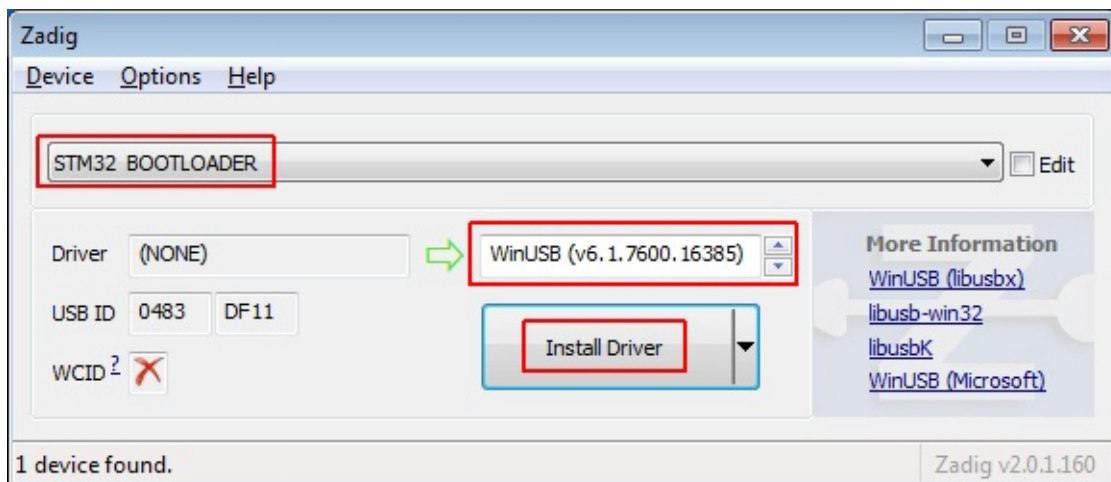 Zadig
Device Options Help
STM32 BOOTLOADER
Edit
Driver (NONE) WinUSB (v6.1.7600.16385)
USB ID 0483 DF11
WCID ?
Install Driver
More Information
WinUSB (libusbx)
libusb-win32
libusbK
WinUSB (Microsoft)
1 device found.
Zadig v2.0.1.160